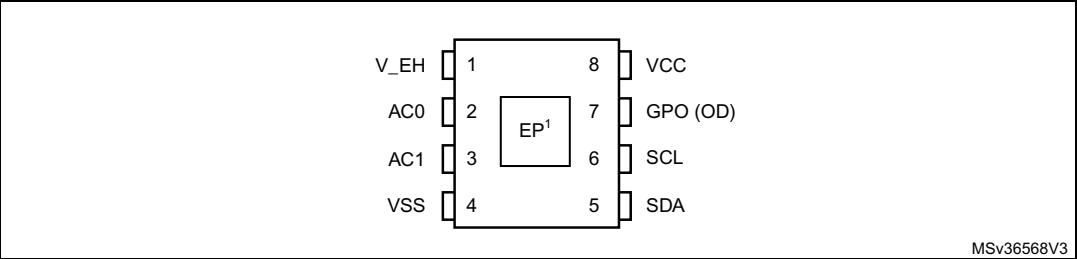 V_EH 1 8 VCC
AC0 2 7 GPO (OD)
EP¹
AC1 3 6 SCL
VSS 4 5 SDA
MSv36568V3